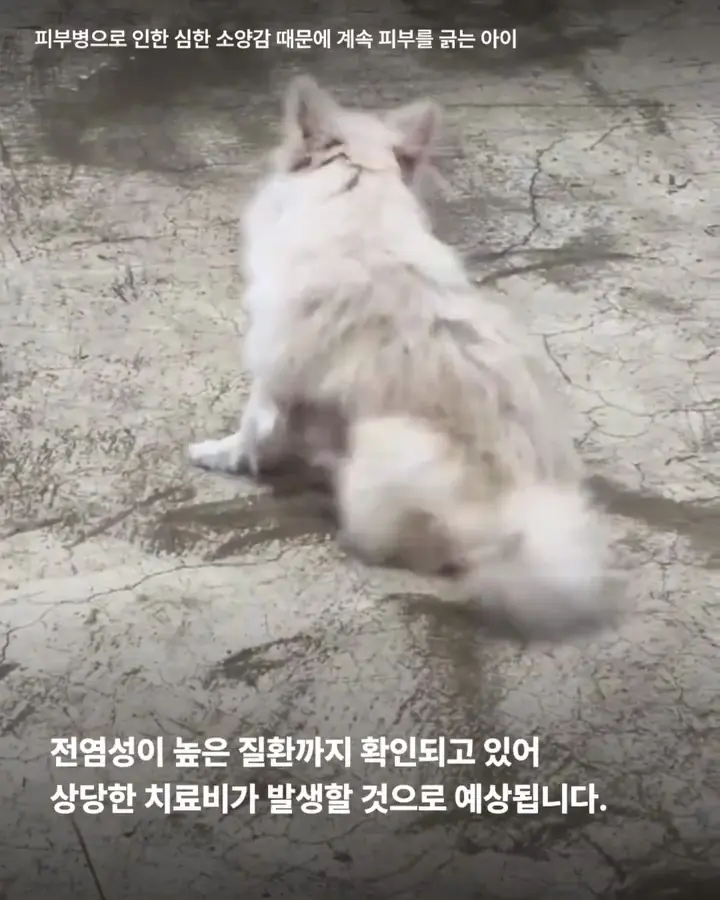 피부병으로 인한 심한 소양감 때문에 계속 피부를 긁는 아이
전염성이 높은 질환까지 확인되고 있어
상당한 치료비가 발생할 것으로 예상됩니다.